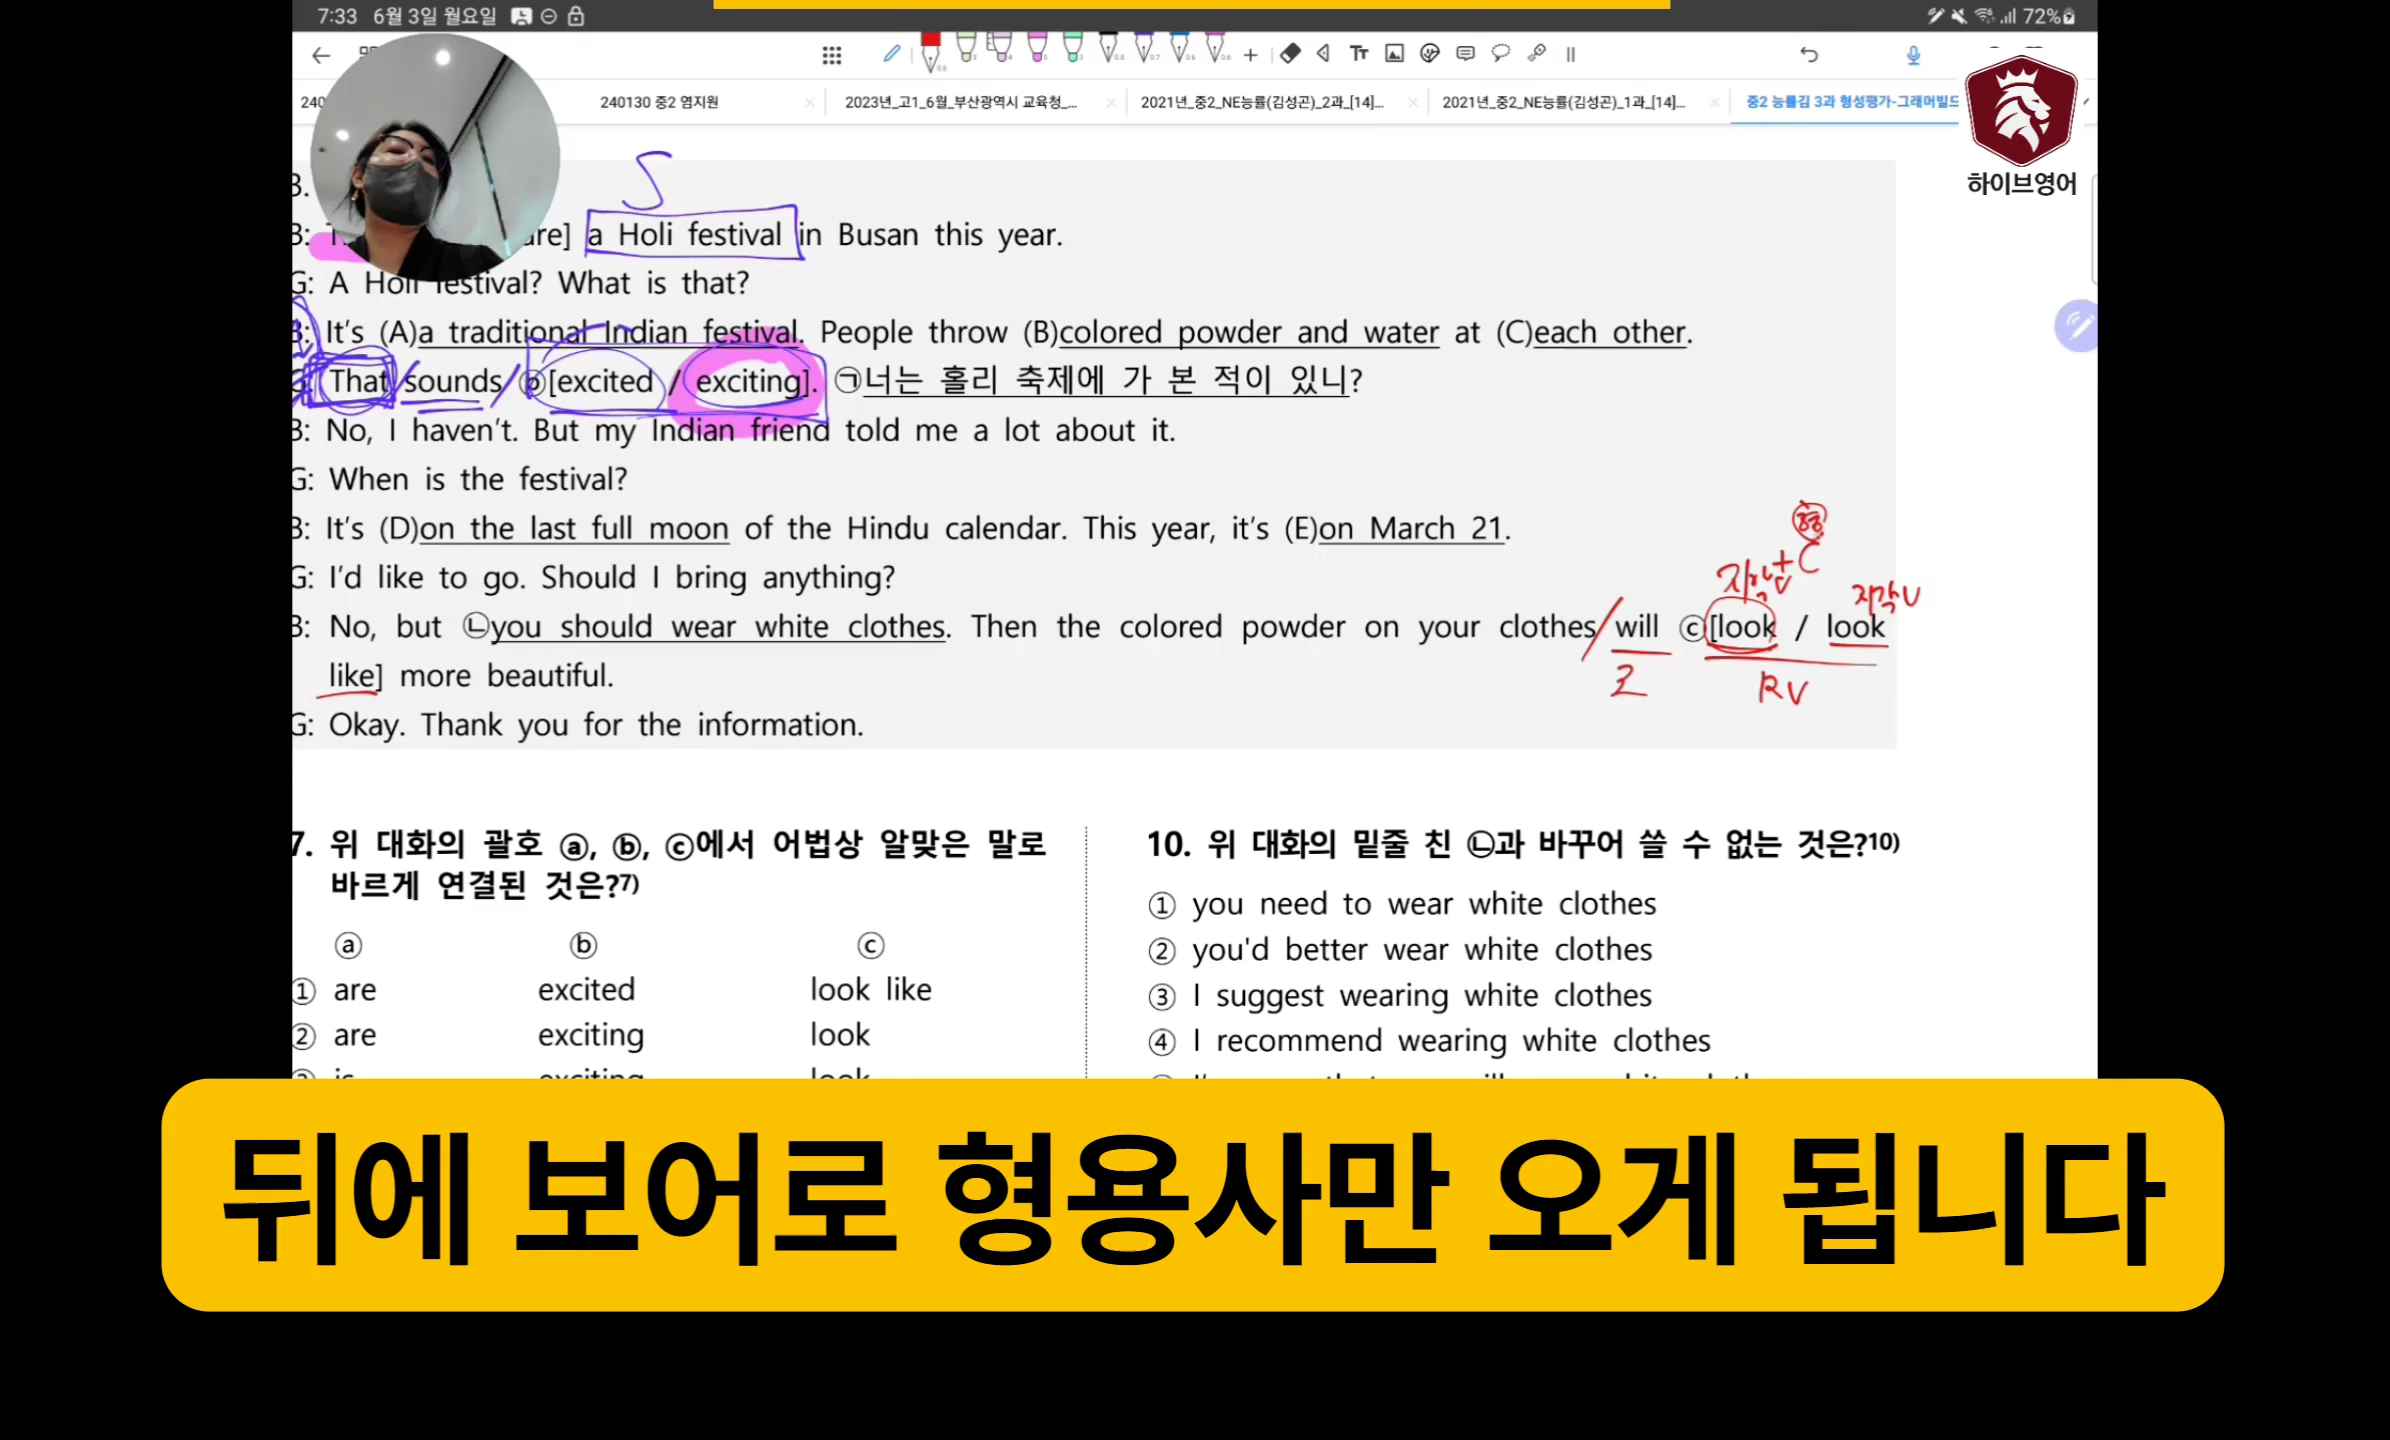 7:33 6월 3일 월요일
72%
240130 중2 염지원
2023년_고1_6월_부산광역시 교육청_...
2021년_중2_NE능률(김성곤)_2과_[14]...
2021년_중2_NE능률(김성곤)_1과_[14]...
중2 능률김 3과 형성평가-그래머빌드
하이브영어
S
are] a Holi festival in Busan this year.
G: A Holi festival? What is that?
B: It's (A)a traditional Indian festival. People throw (B)colored powder and water at (C)each other.
G: That sounds ⓑ[excited / exciting]. ㉠너는 홀리 축제에 가 본 적이 있니?
B: No, I haven't. But my Indian friend told me a lot about it.
G: When is the festival?
B: It's (D)on the last full moon of the Hindu calendar. This year, it's (E)on March 21.
형
+C
G: I'd like to go. Should I bring anything?
지각V
B: No, but ㉡you should wear white clothes. Then the colored powder on your clothes will ⓒ[look / look
like] more beautiful.
조
RV
G: Okay. Thank you for the information.
7. 위 대화의 괄호 ⓐ, ⓑ, ⓒ에서 어법상 알맞은 말로
바르게 연결된 것은?7)
ⓐ ⓑ ⓒ
① are excited look like
② are exciting look
③ is exciting look
10. 위 대화의 밑줄 친 ㉡과 바꾸어 쓸 수 없는 것은?10)
① you need to wear white clothes
② you'd better wear white clothes
③ I suggest wearing white clothes
④ I recommend wearing white clothes
뒤에 보어로 형용사만 오게 됩니다